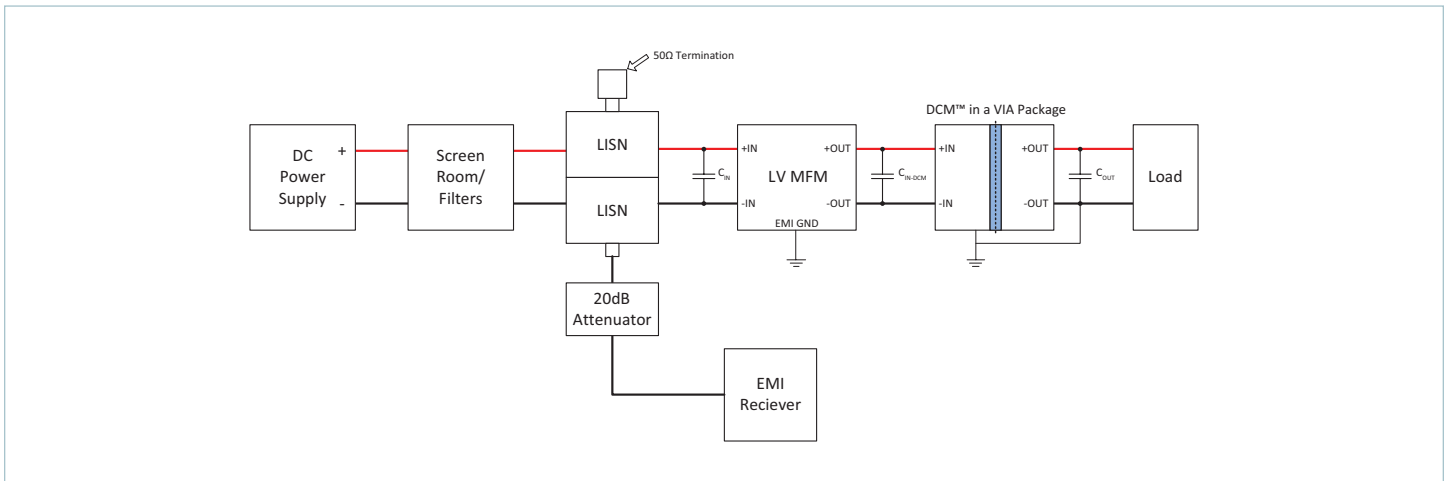 50Ω Termination
DCM™ in a VIA Package
DC
Power
Supply
+
-
Screen
Room/
Filters
LISN
LISN
C_IN
+IN
-IN
LV MFM
EMI GND
+OUT
-OUT
C_IN-DCM
+IN
-IN
+OUT
-OUT
C_OUT
Load
20dB
Attenuator
EMI
Reciever